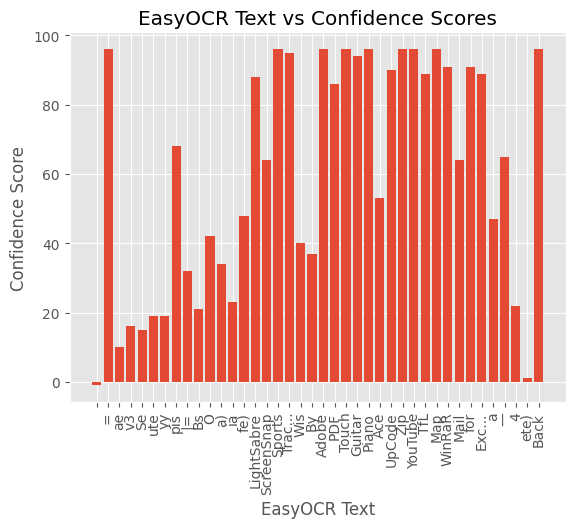 EasyOCR Text vs Confidence Scores
100
80
60
40
20
0
Confidence Score
=
ae
v3
Se
ute
yy
pis
l=
Bs
O
a)
ia
fe)
LightSabre
ScreenSnap
Sports
Trac...
Wis
By
Adobe
PDF
Touch
Guitar
Piano
Ace
UpCode
Zip
YouTube
TfL
Map
WinRAR
Mail
for
Exc...
a
—
4
ete)
Back
EasyOCR Text